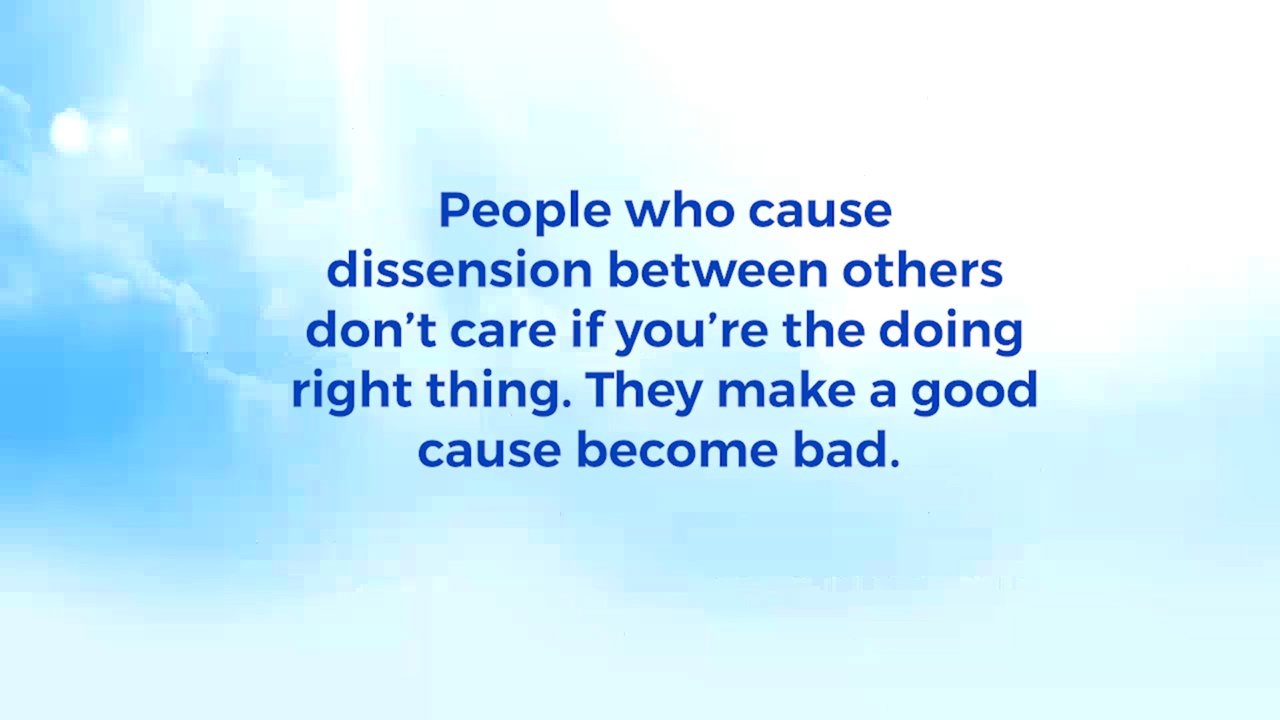 People who cause
dissension between others
don’t care if you’re the doing
right thing. They make a good
cause become bad.